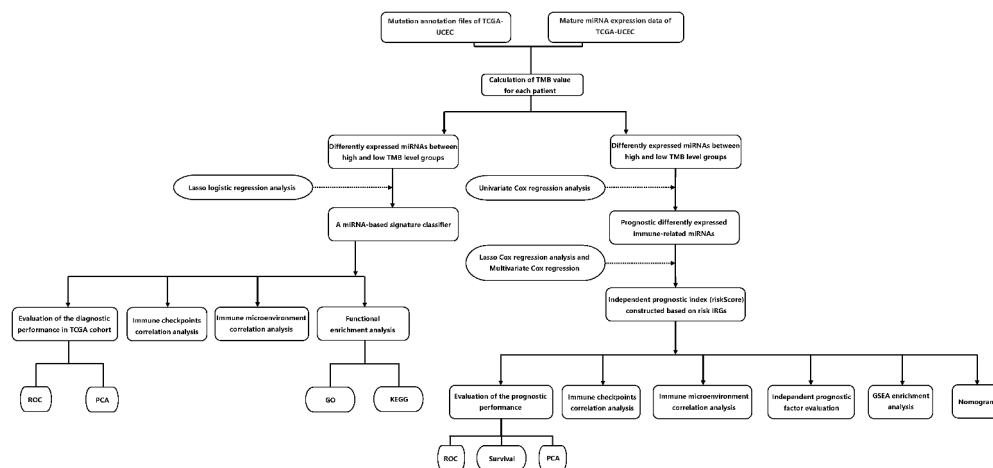 Mutation annotation files of TCGA-
UCEC
Mature miRNA expression data of
TCGA-UCEC
Calculation of TMB value
for each patient
Differently expressed miRNAs between
high and low TMB level groups
Differently expressed miRNAs between
high and low TMB level groups
Lasso logistic regression analysis
Univariate Cox regression analysis
A miRNA-based signature classifier
Prognostic differently expressed
Immune-related miRNAs
Lasso Cox regression analysis and
Multivariate Cox regression
Independent prognostic index (riskScore)
constructed based on risk IRGs
Evaluation of the diagnostic
performance in TCGA cohort
Immune checkpoints
correlation analysis
Immune microenvironment
correlation analysis
Functional
enrichment analysis
ROC
PCA
GO
KEGG
Evaluation of the prognostic
performance
Immune checkpoints
correlation analysis
Immune microenvironment
correlation analysis
Independent prognostic
factor evaluation
GSEA enrichment
analysis
Nomogram
ROC
Survival
PCA